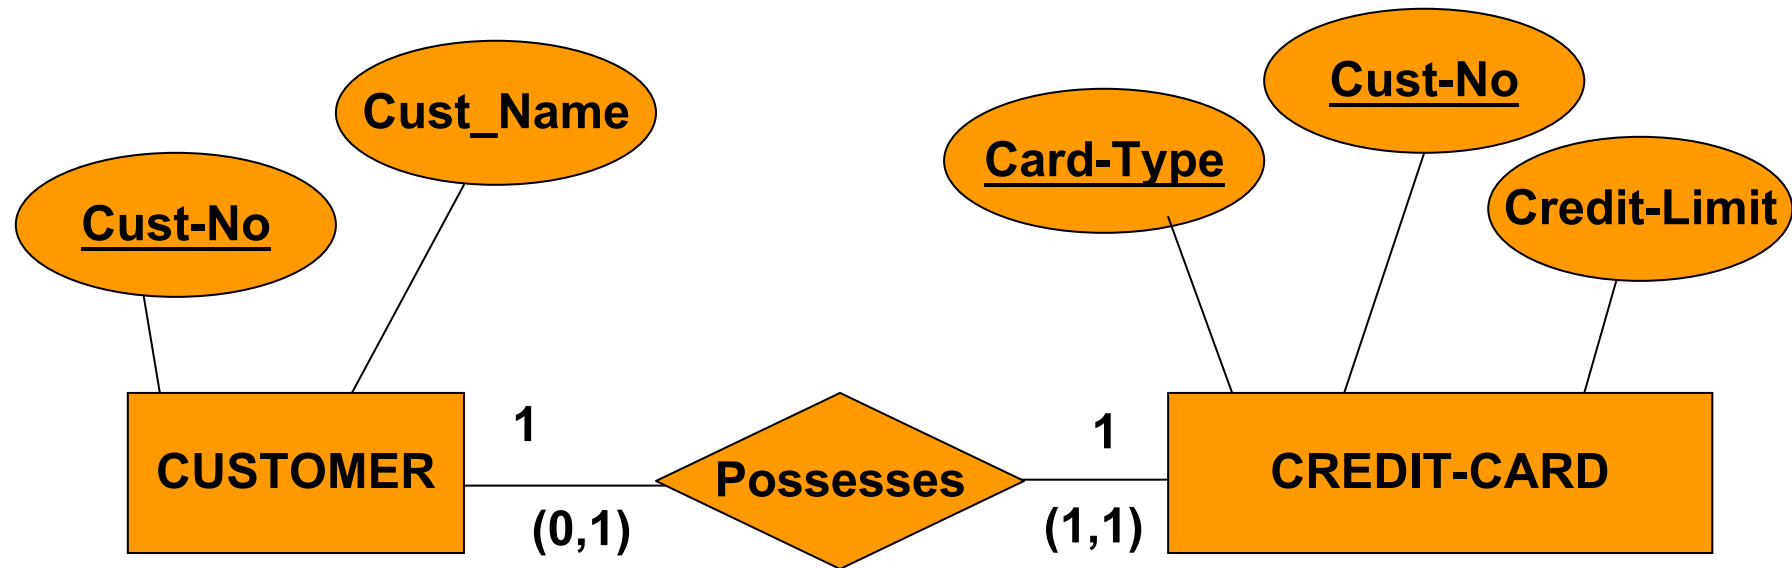 Cust-No
Cust_Name
Card-Type
Cust-No
Credit-Limit
CUSTOMER
1
(0,1)
Possesses
1
(1,1)
CREDIT-CARD